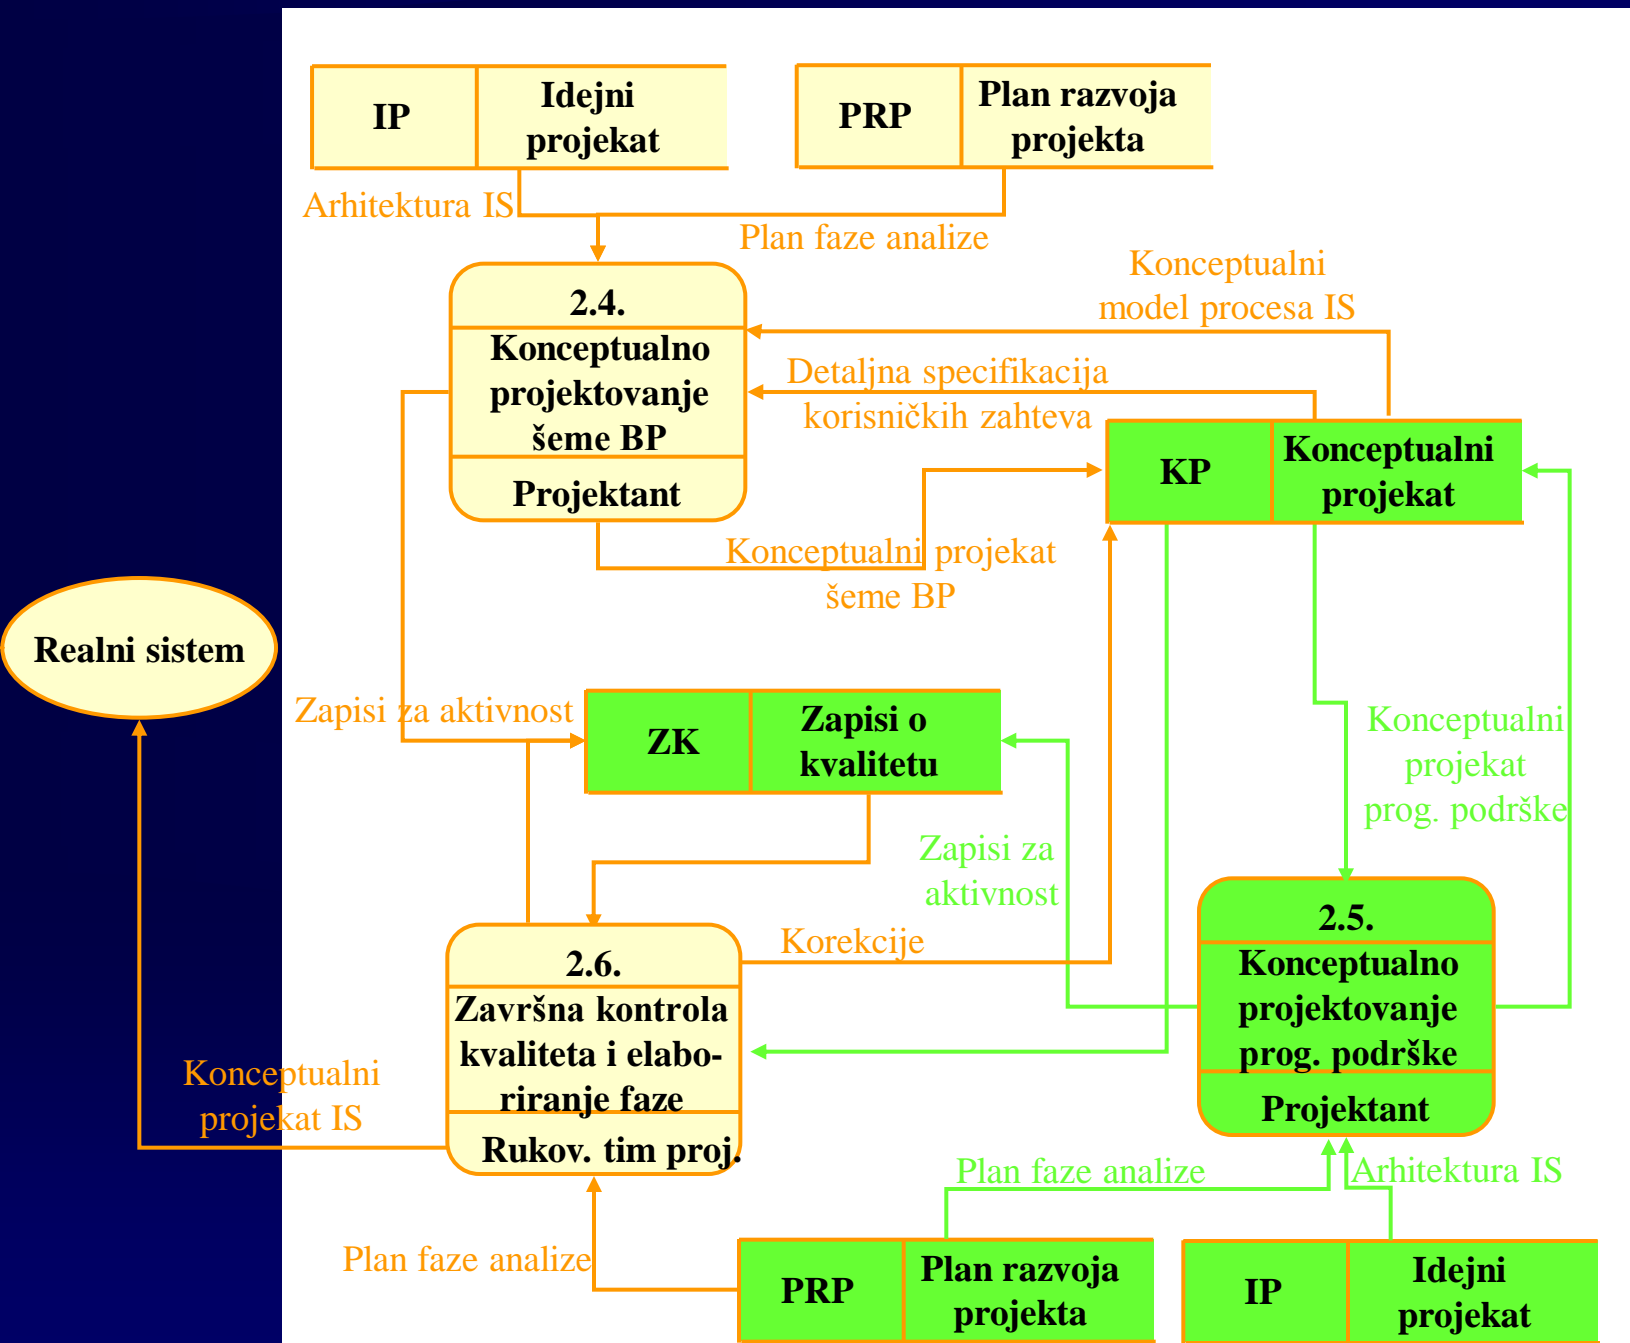 IP
Idejni
projekat
PRP
Plan razvoja
projekta
Arhitektura IS
Plan faze analize
Konceptualni
model procesa IS
2.4.
Konceptualno
projektovanje
šeme BP
Projektant
Detaljna specifikacija
korisničkih zahteva
KP
Konceptualni
projekat
Konceptualni projekat
šeme BP
Realni sistem
Zapisi za aktivnost
ZK
Zapisi o
kvalitetu
Konceptualni
projekat
prog. podrške
Zapisi za
aktivnost
2.5.
Konceptualno
projektovanje
prog. podrške
Projektant
Korekcije
2.6.
Završna kontrola
kvaliteta i elabo-
riranje faze
Rukov. tim proj.
Konceptualni
projekat IS
Plan faze analize
Arhitektura IS
Plan faze analize
PRP
Plan razvoja
projekta
IP
Idejni
projekat